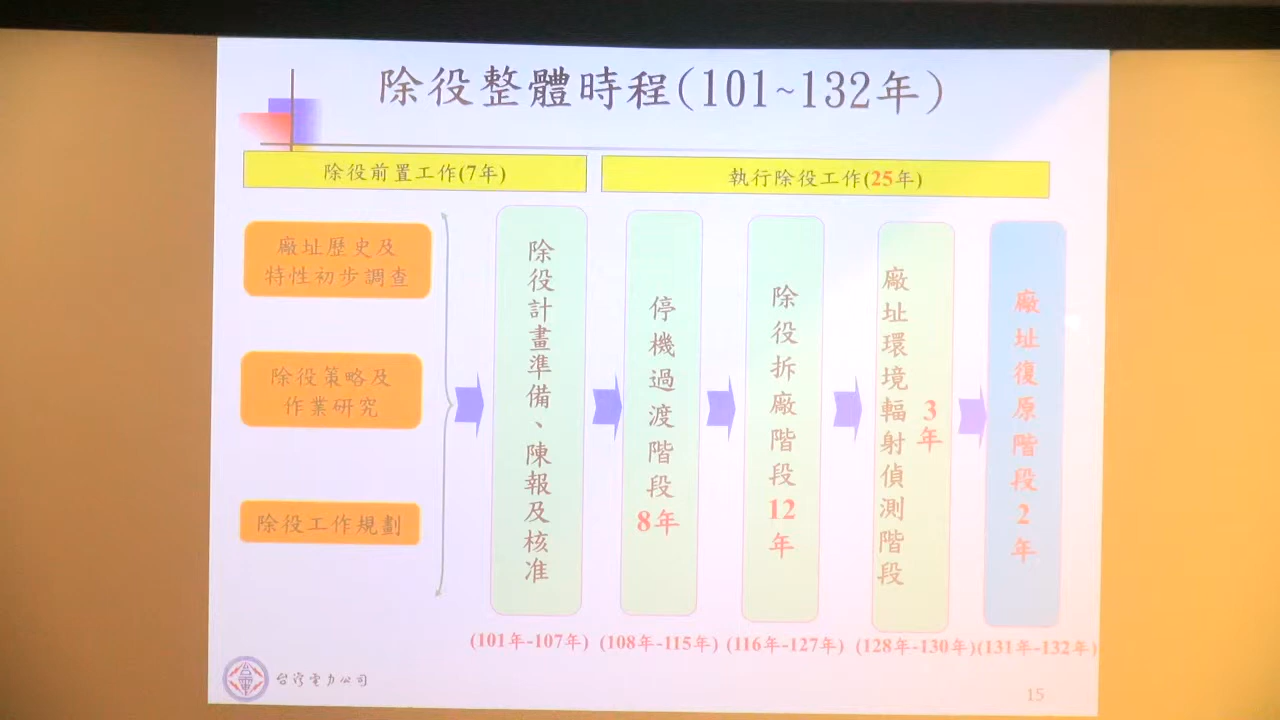 除役整體時程(101~132年)
除役前置工作(7年)
執行除役工作(25年)
廠址歷史及
特性初步調查
除役策略及
作業研究
除役工作規劃
除役計畫準備、陳報及核准
停機過渡階段8年
除役拆廠階段12年
廠址環境輻射偵測階段
3年
廠址復原階段2年
(101年-107年)
(108年-115年)
(116年-127年)
(128年-130年)
(131年-132年)
台灣電力公司
15